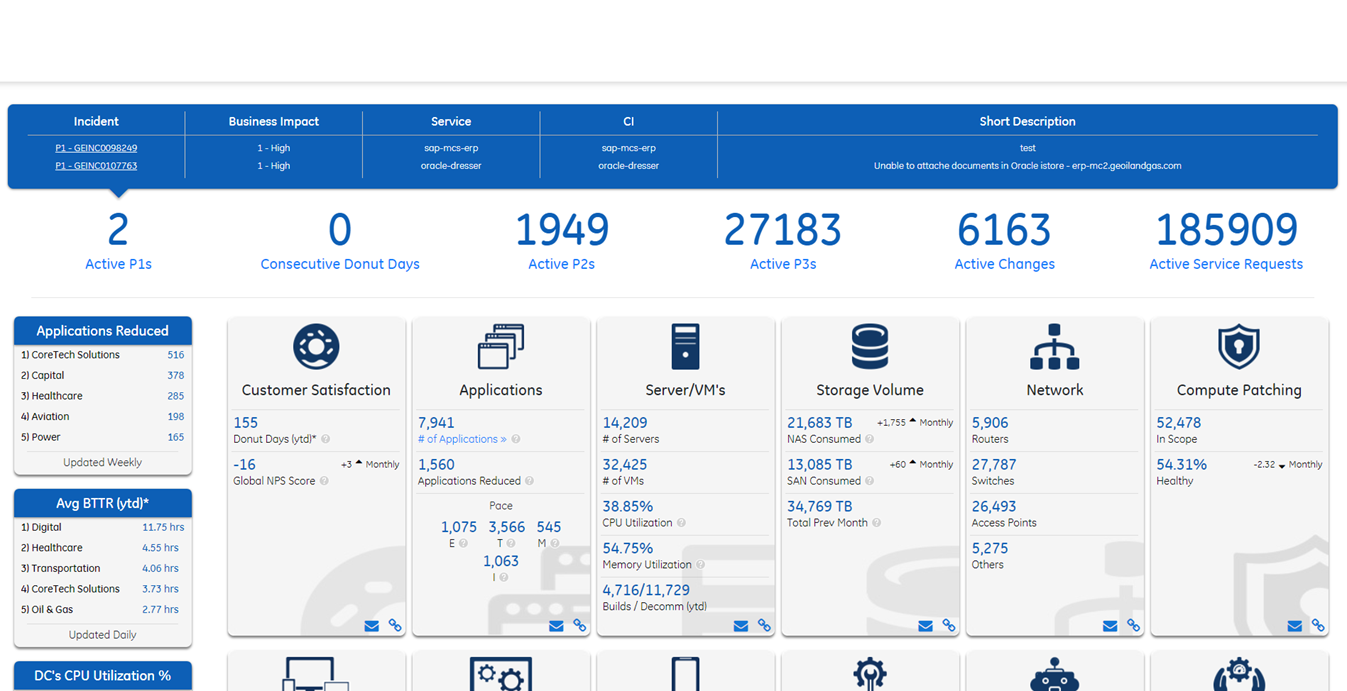 Incident Business Impact Service CI Short Description
P1 - GEINC0098249 1 - High sap-mcs-erp sap-mcs-erp test
P1 - GEINC0107763 1 - High oracle-dresser oracle-dresser Unable to attache documents in Oracle istore - erp-mc2.geoilandgas.com
2 0 1949 27183 6163 185909
Active P1s Consecutive Donut Days Active P2s Active P3s Active Changes Active Service Requests
Applications Reduced
1) CoreTech Solutions 516
2) Capital 378
3) Healthcare 285
4) Aviation 198
5) Power 165
Updated Weekly
Avg BTTR (ytd)*
1) Digital 11.75 hrs
2) Healthcare 4.55 hrs
3) Transportation 4.06 hrs
4) CoreTech Solutions 3.73 hrs
5) Oil & Gas 2.77 hrs
Updated Daily
DC's CPU Utilization %
Customer Satisfaction
155
Donut Days (ytd)*
-16 +3 Monthly
Global NPS Score
Applications
7,941
# of Applications »
1,560
Applications Reduced
Pace
1,075 3,566 545
E T M
1,063
I
Server/VM's
14,209
# of Servers
32,425
# of VMs
38.85%
CPU Utilization
54.75%
Memory Utilization
4,716/11,729
Builds / Decomm (ytd)
Storage Volume
21,683 TB +1,755 Monthly
NAS Consumed
13,085 TB +60 Monthly
SAN Consumed
34,769 TB
Total Prev Month
Network
5,906
Routers
27,787
Switches
26,493
Access Points
5,275
Others
Compute Patching
52,478
In Scope
54.31% -2.32 Monthly
Healthy